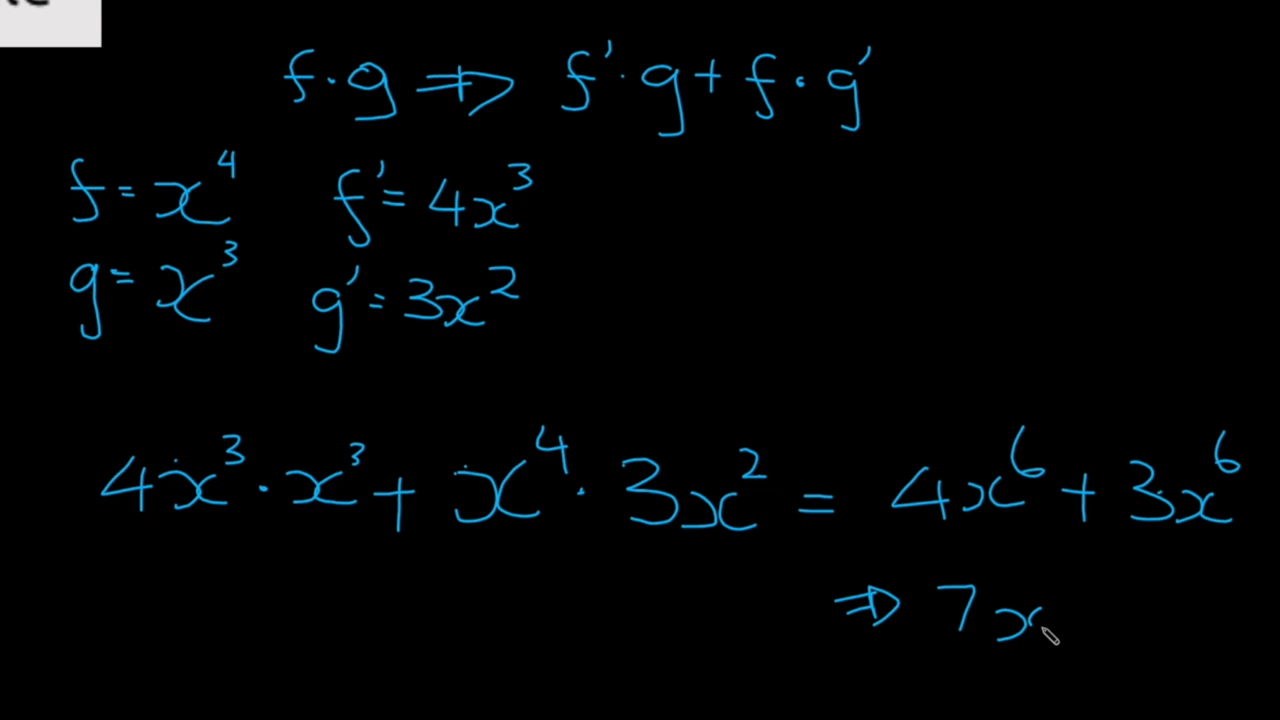 f·g ⇒ f'·g + f·g'
f = x⁴ f' = 4x³
g = x³ g' = 3x²
4x³·x³ + x⁴·3x² = 4x⁶ + 3x⁶
⇒ 7x